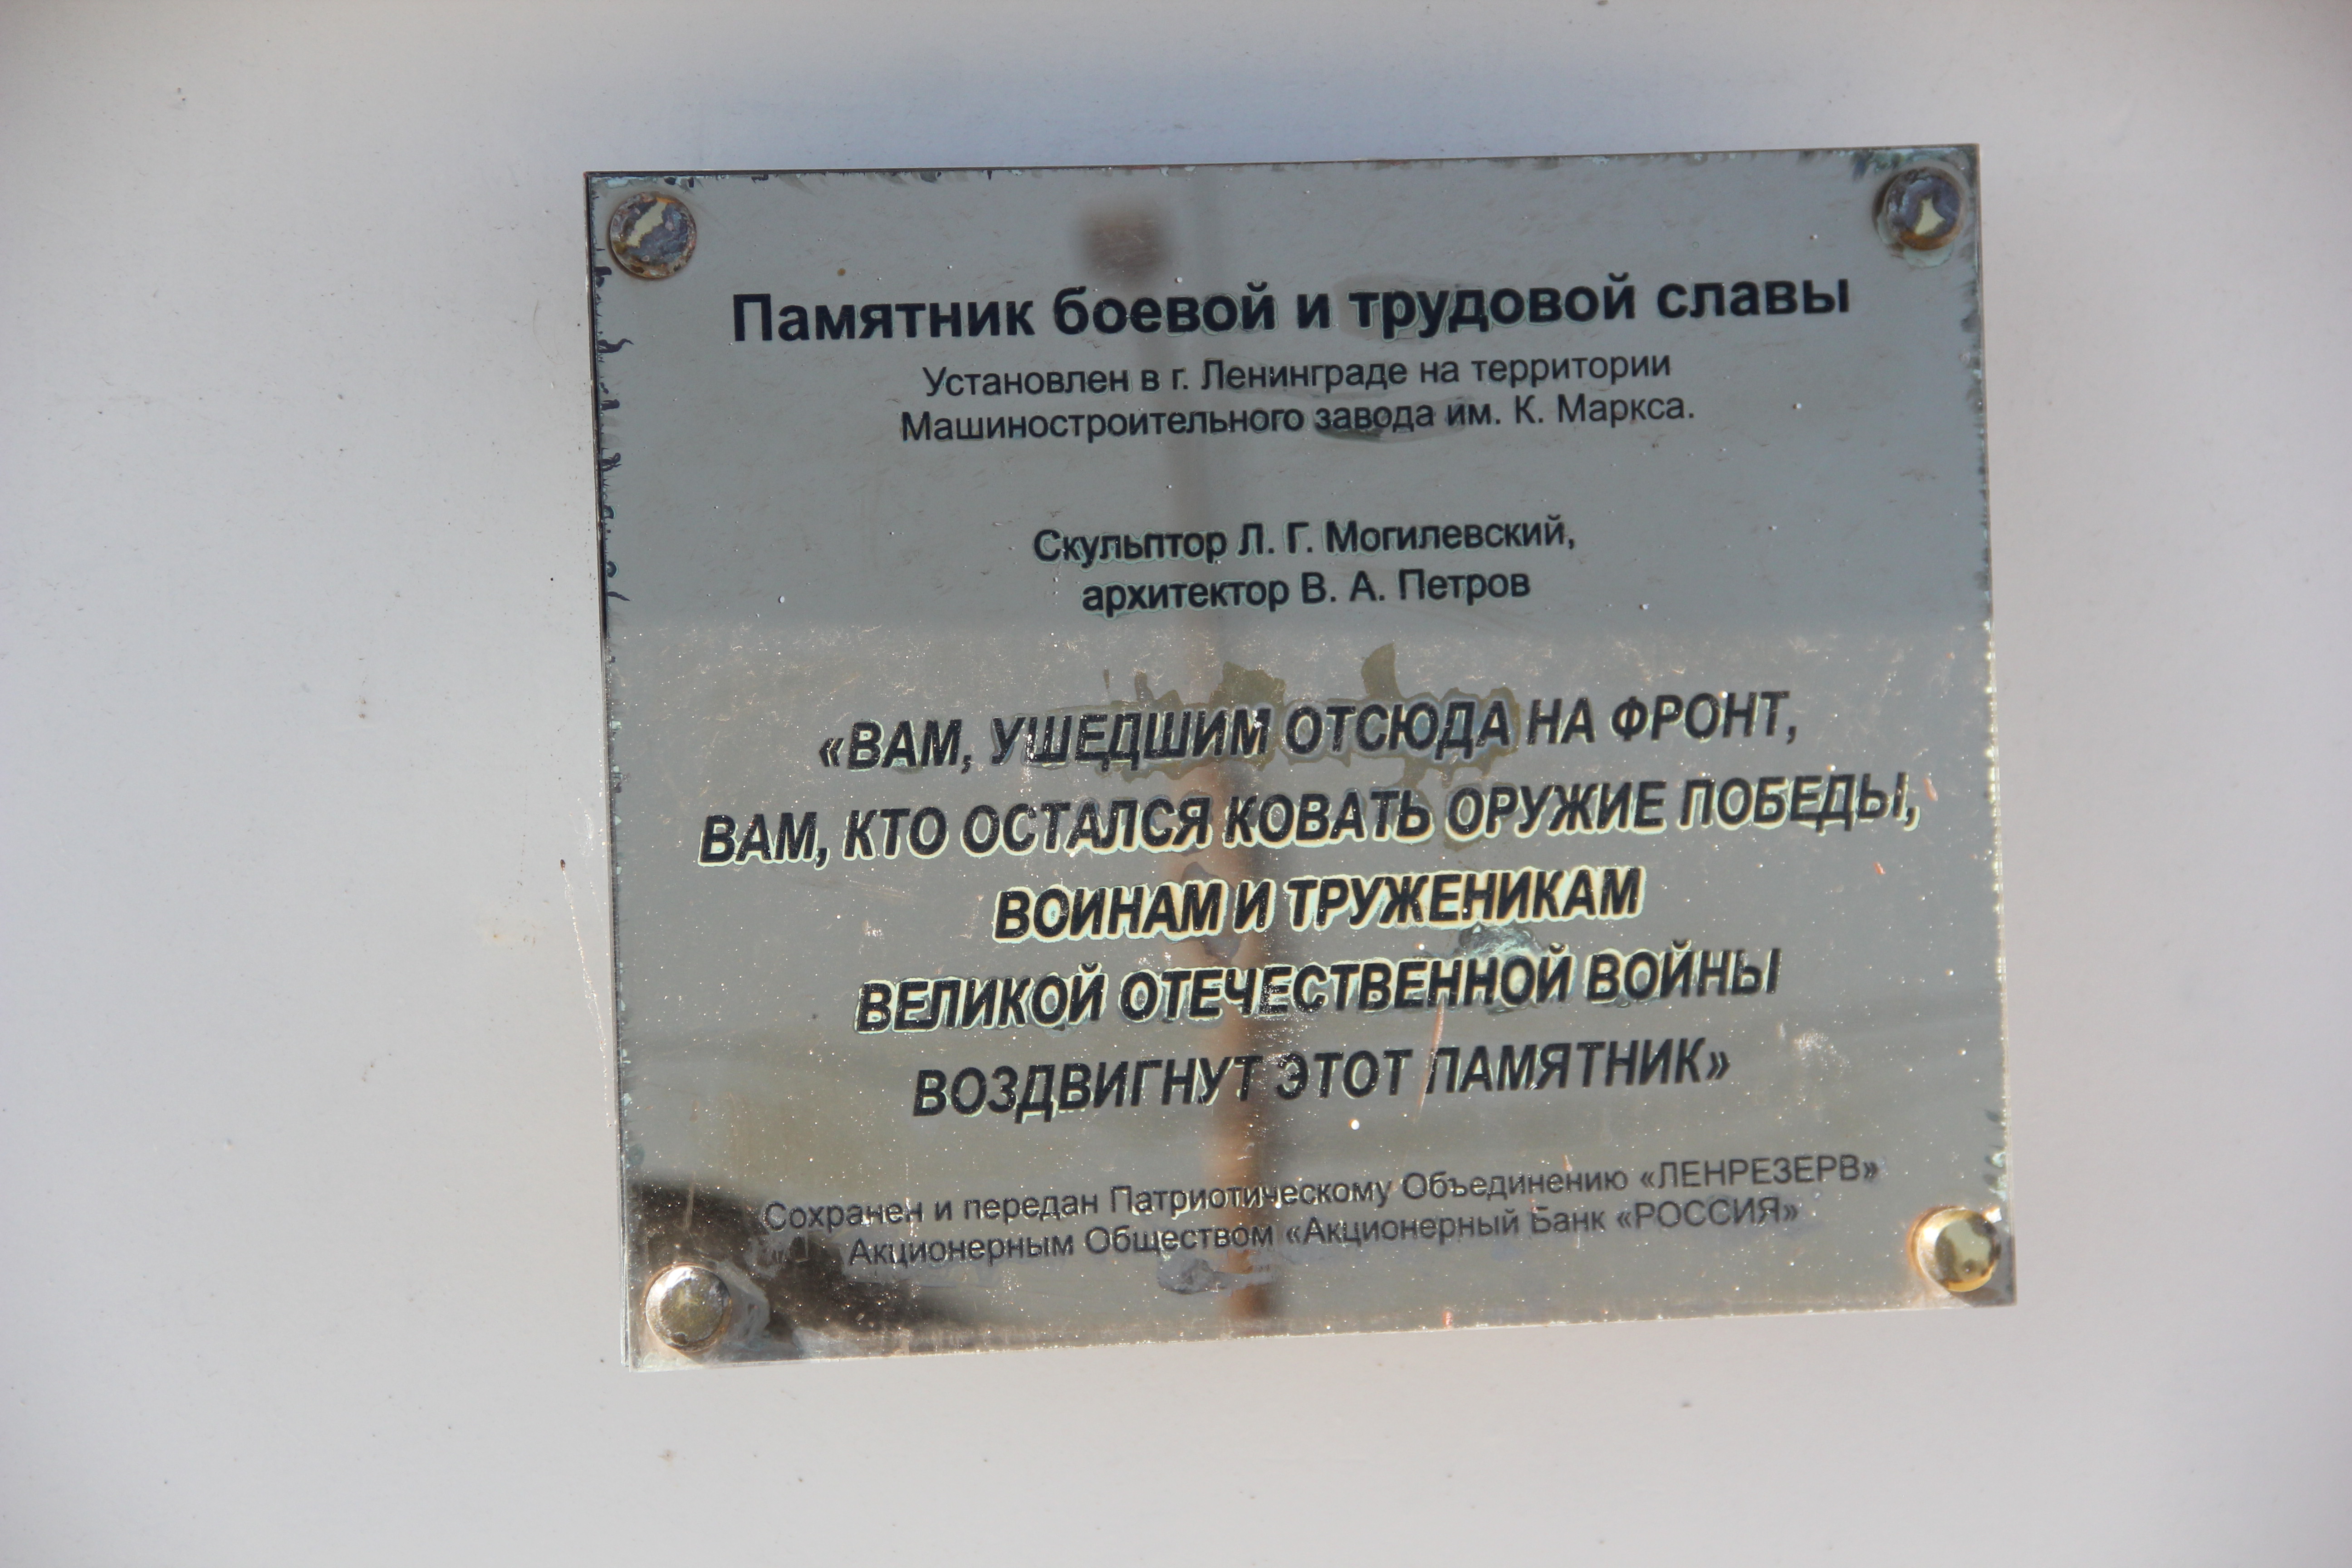 Памятник боевой и трудовой славы
Установлен в г. Ленинграде на территории
Машиностроительного завода им. К. Маркса.
Скульптор Л. Г. Могилевский,
архитектор В. А. Петров
«ВАМ, УШЕДШИМ ОТСЮДА НА ФРОНТ,
ВАМ, КТО ОСТАЛСЯ КОВАТЬ ОРУЖИЕ ПОБЕДЫ,
ВОИНАМ И ТРУЖЕНИКАМ
ВЕЛИКОЙ ОТЕЧЕСТВЕННОЙ ВОЙНЫ
ВОЗДВИГНУТ ЭТОТ ПАМЯТНИК»
Сохранен и передан Патриотическому Объединению «ЛЕНРЕЗЕРВ»
Акционерным Обществом «Акционерный Банк «РОССИЯ»